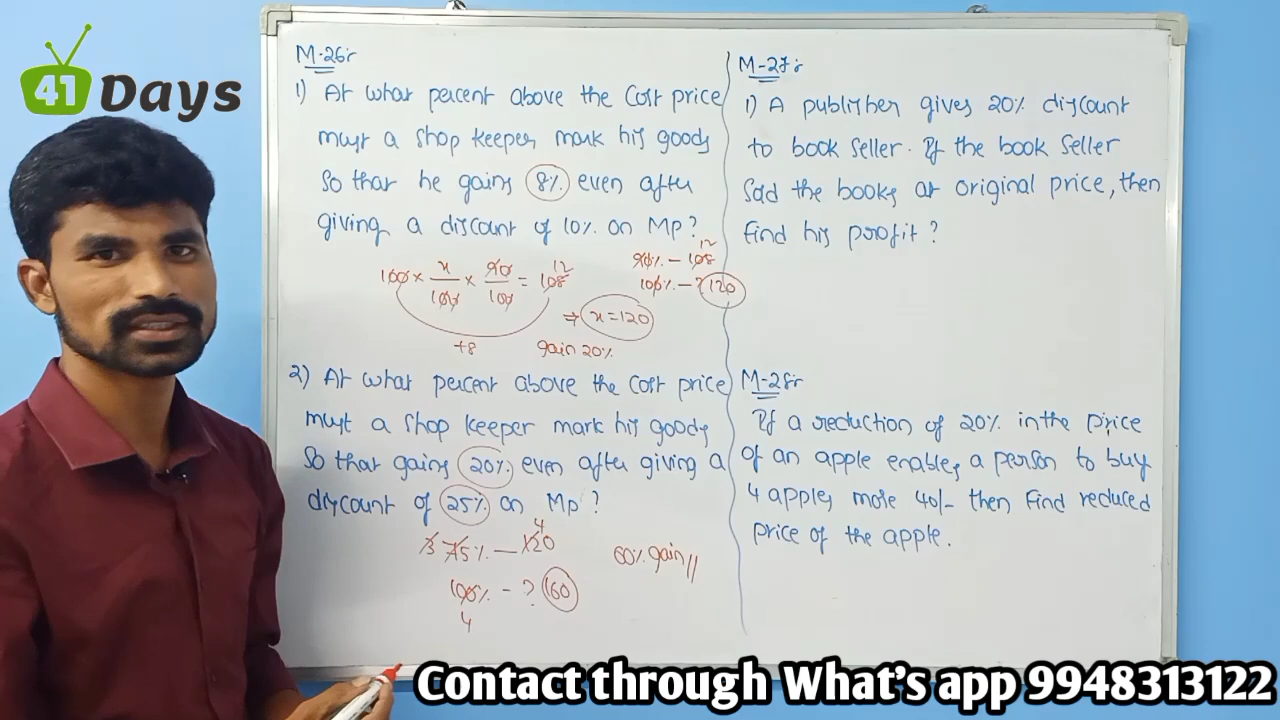 41 Days
M-26:-
1) At what percent above the Cost price
must a shop keeper mark his goods
So that he gains 8% even after
giving a discount of 10% on Mp?
100 × x/100 × 90/100 = 108 12
+8
⇒ x=120
gain 20%
90% - 108 12
100% - ? 120
2) At what percent above the Cost price
must a shop keeper mark his goods
So that gains 20% even after giving a
discount of 25% on Mp?
3 75% — 120 4
100% - ? 160
4
60% gain//
M-27:-
1) A publisher gives 20% discount
to book seller. If the book seller
sold the books at original price, then
find his profit?
M-28:-
If a reduction of 20% in the price
of an apple enables a person to buy
4 apples more 40/- then find reduced
price of the apple.
Contact through What's app 9948313122